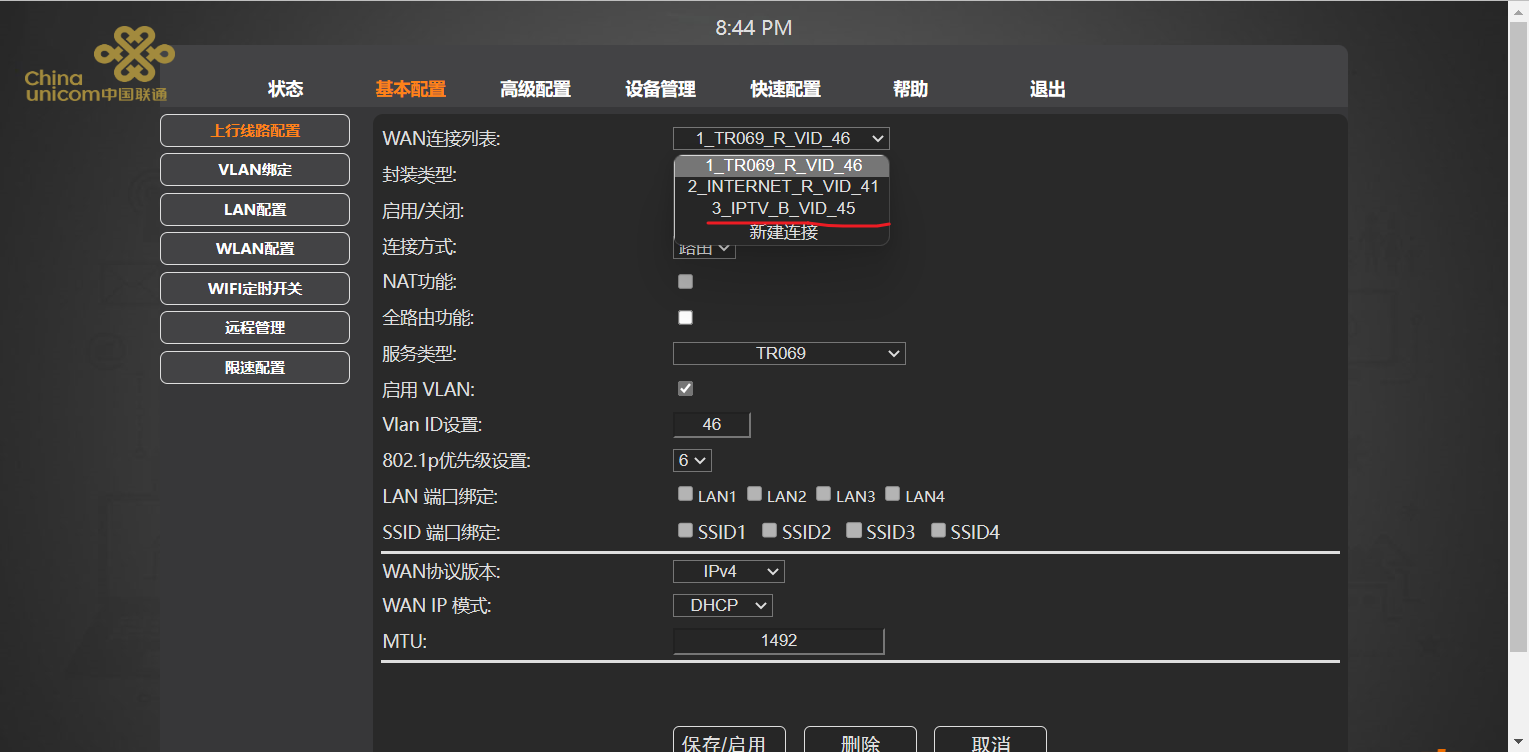 8:44 PM
China
unicom中国联通
状态 基本配置 高级配置 设备管理 快速配置 帮助 退出
上行线路配置
VLAN绑定
LAN配置
WLAN配置
WIFI定时开关
远程管理
限速配置
WAN连接列表: 1_TR069_R_VID_46
1_TR069_R_VID_46
封装类型:
2_INTERNET_R_VID_41
启用/关闭: 3_IPTV_B_VID_45
新建连接
连接方式: 路由
NAT功能:
全路由功能:
服务类型: TR069
启用 VLAN:
Vlan ID设置: 46
802.1p优先级设置: 6
LAN 端口绑定: LAN1 LAN2 LAN3 LAN4
SSID 端口绑定: SSID1 SSID2 SSID3 SSID4
WAN协议版本: IPv4
WAN IP 模式: DHCP
MTU: 1492
保存/启用 删除 取消